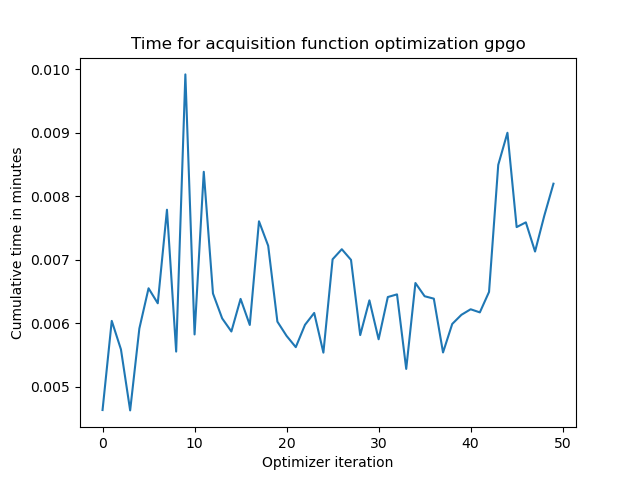 Time for acquisition function optimization gpgo
0.010
0.009
0.008
0.007
0.006
0.005
Cumulative time in minutes
0 10 20 30 40 50
Optimizer iteration